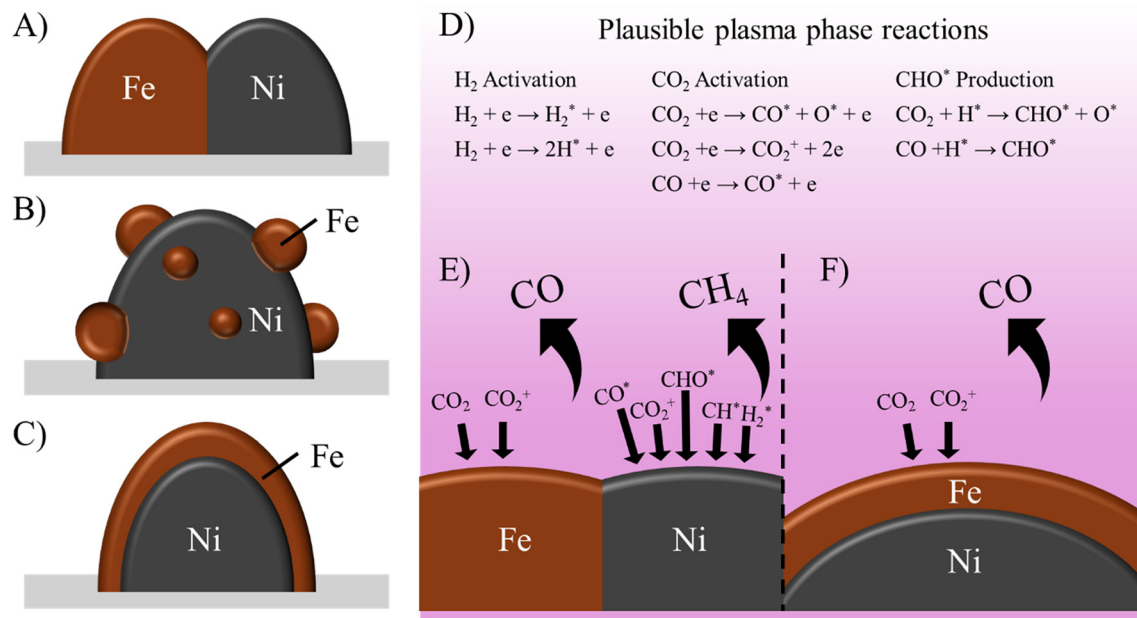 A)
Fe
Ni
B)
Fe
Ni
C)
Fe
Ni
D)
Plausible plasma phase reactions
H₂ Activation
H₂ + e → H₂* + e
H₂ + e → 2H* + e
CO₂ Activation
CO₂ +e → CO* + O* + e
CO₂ +e → CO₂⁺ + 2e
CO +e → CO* + e
CHO* Production
CO₂ + H* → CHO* + O*
CO +H* → CHO*
E)
CO
CH₄
CO₂
CO₂⁺
CO*
CO₂⁺
CHO*
CH*
H₂*
Fe
Ni
F)
CO
CO₂
CO₂⁺
Fe
Ni